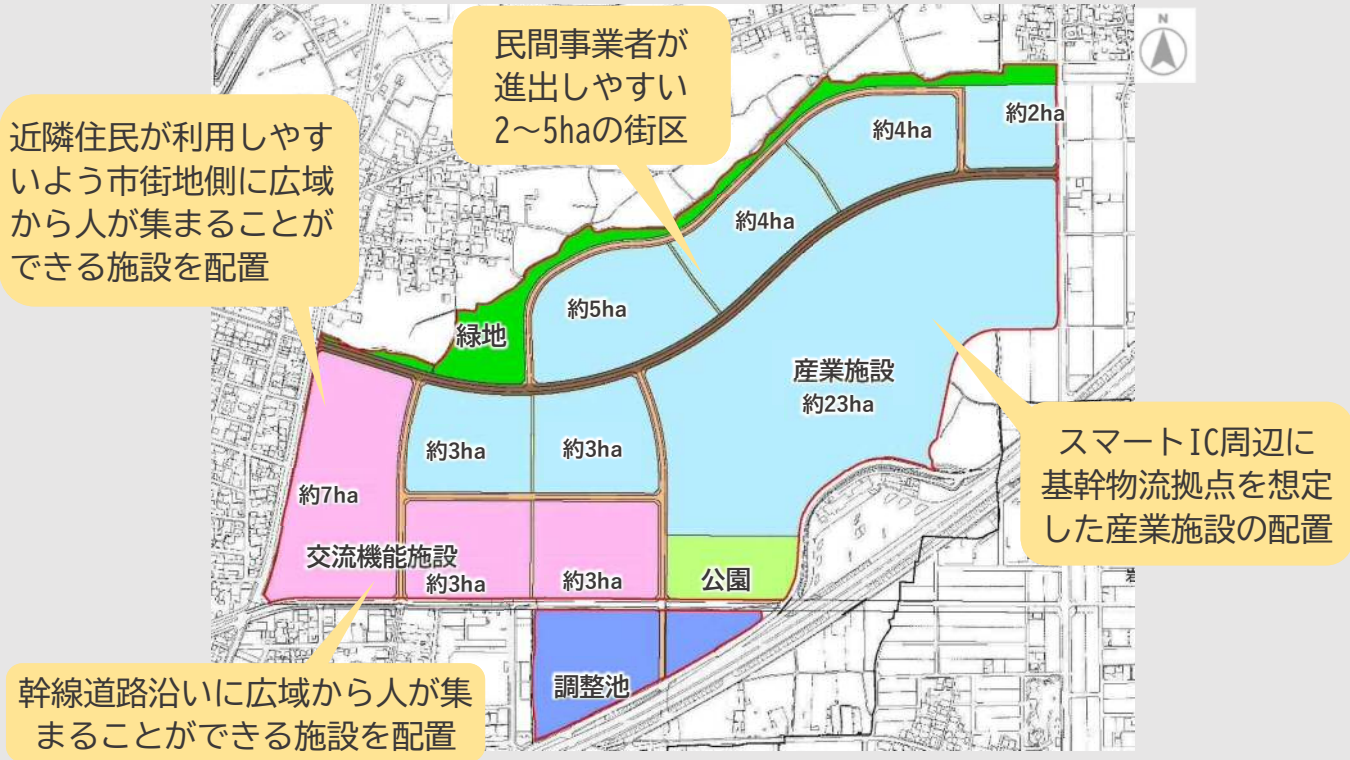 民間事業者が
進出しやすい
2～5haの街区
N
近隣住民が利用しやす
いよう市街地側に広域
から人が集まることが
できる施設を配置
約2ha
約4ha
約4ha
約5ha
緑地
産業施設
約23ha
スマートIC周辺に
基幹物流拠点を想定
した産業施設の配置
約3ha
約3ha
約7ha
交流機能施設
約3ha
約3ha
公園
調整池
幹線道路沿いに広域から人が集
まることができる施設を配置